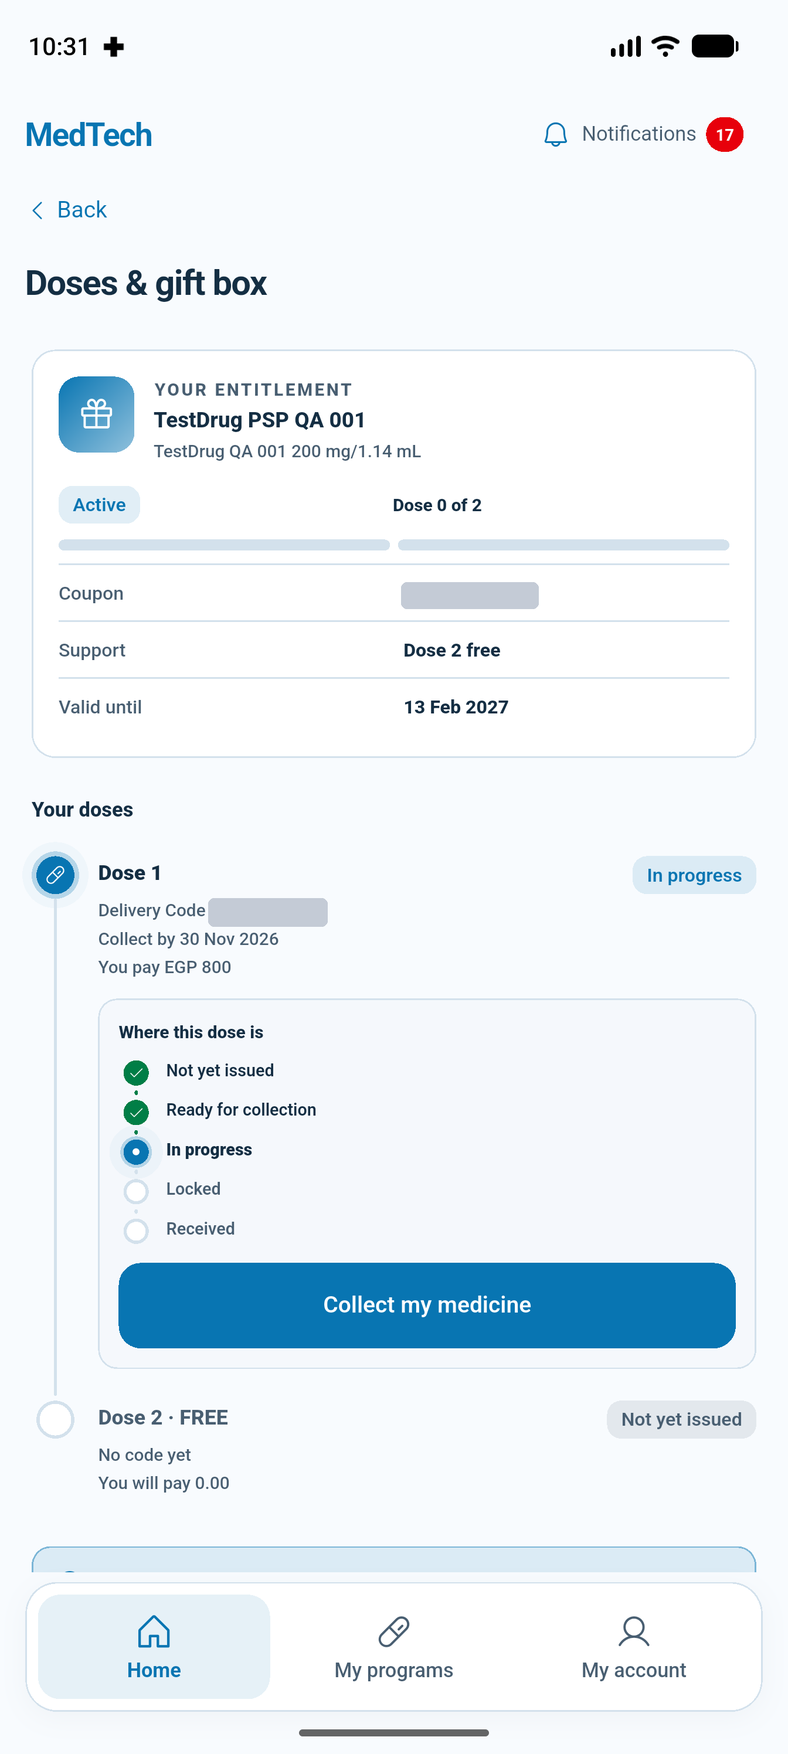 10:31
MedTech
Notifications 17
Back
Doses & gift box
YOUR ENTITLEMENT
TestDrug PSP QA 001
TestDrug QA 001 200 mg/1.14 mL
Active
Dose 0 of 2
Coupon
Support
Dose 2 free
Valid until
13 Feb 2027
Your doses
Dose 1
In progress
Delivery Code
Collect by 30 Nov 2026
You pay EGP 800
Where this dose is
Not yet issued
Ready for collection
In progress
Locked
Received
Collect my medicine
Dose 2 · FREE
Not yet issued
No code yet
You will pay 0.00
Home
My programs
My account